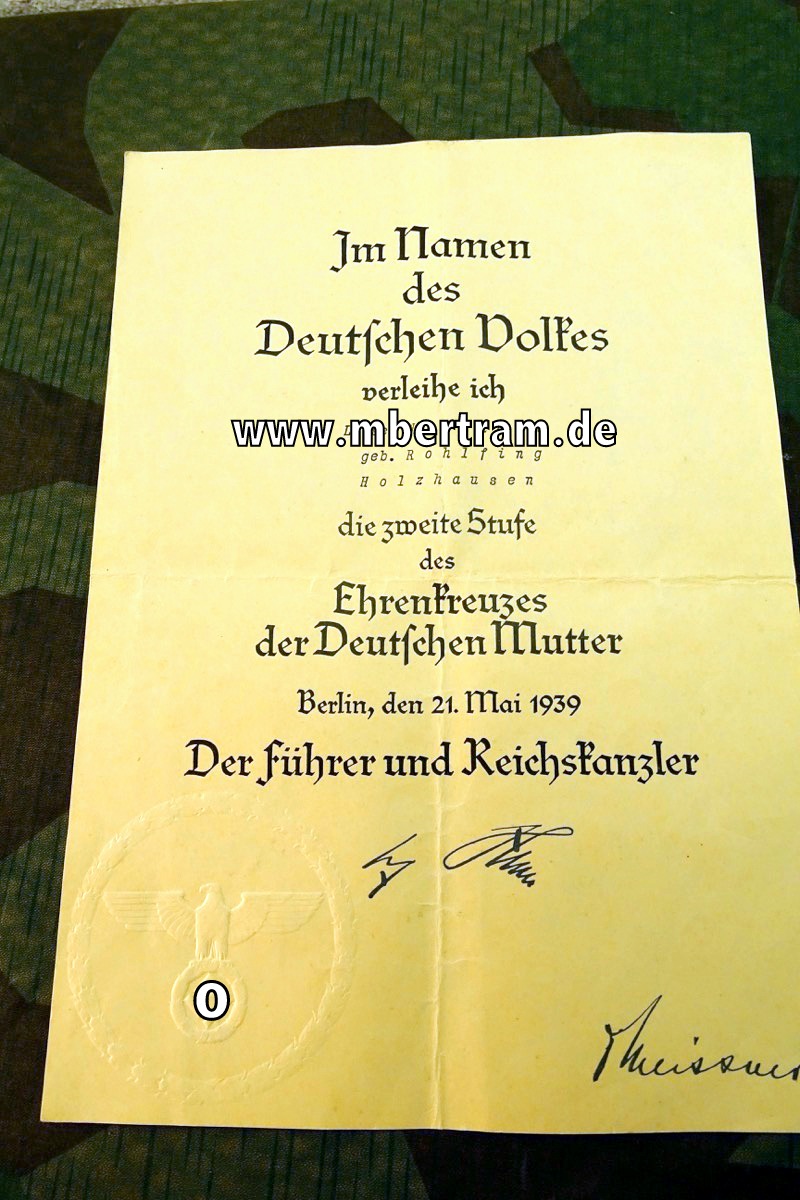 Im Namen
des
Deutschen Volkes
verleihe ich
www.mbertram.de
geb. Rohlfing
Holzhausen
die zweite Stufe
des
Ehrenkreuzes
der Deutschen Mutter
Berlin, den 21. Mai 1939
Der Führer und Reichskanzler
O
Meissner